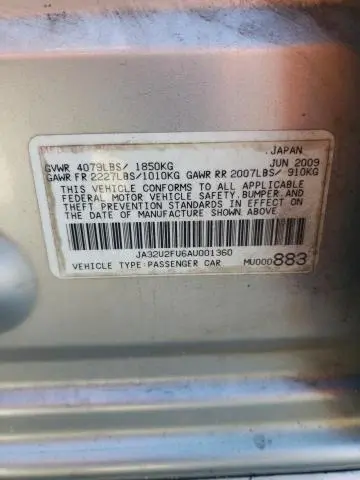 JAPAN
GVWR 4079LBS/ 1850KG JUN 2009
GAWR FR 2227LBS/1010KG GAWR RR 2007LBS/ 910KG
THIS VEHICLE CONFORMS TO ALL APPLICABLE
FEDERAL MOTOR VEHICLE SAFETY,BUMPER,AND
THEFT PREVENTION STANDARDS IN EFFECT ON
THE DATE OF MANUFACTURE SHOWN ABOVE.
JA32U2FU6AU001360
VEHICLE TYPE:PASSENGER CAR MU000883